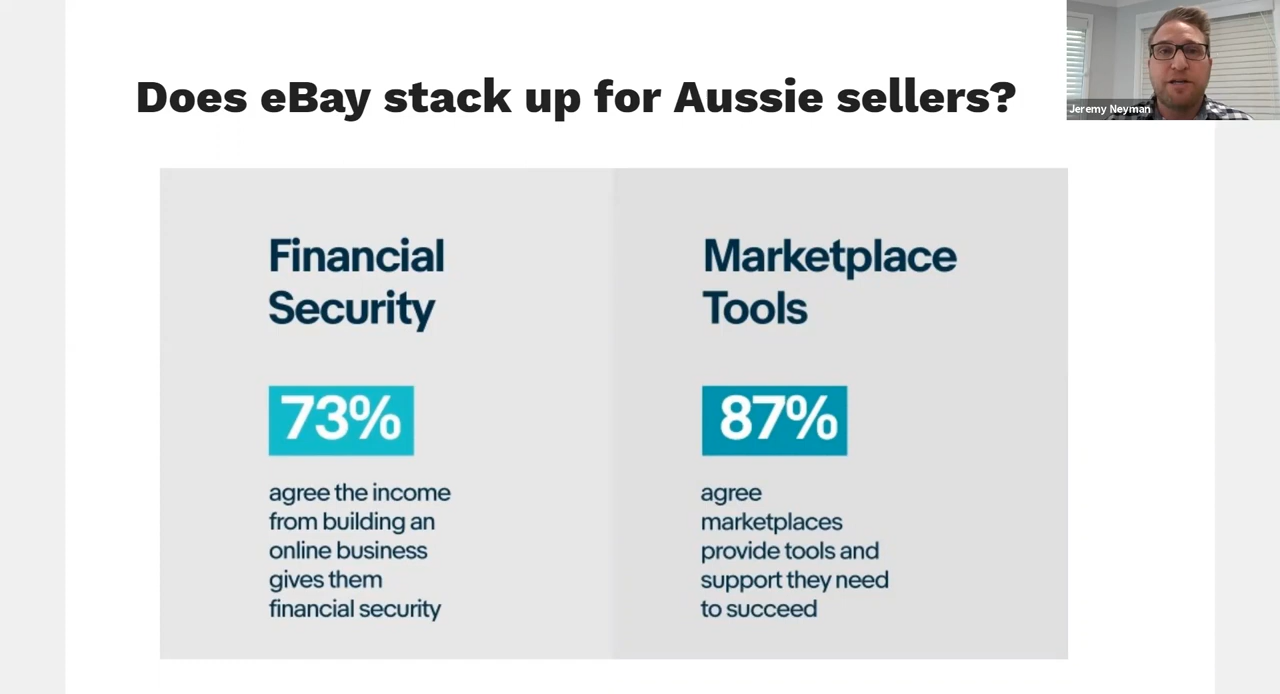 Does eBay stack up for Aussie sellers?
Jeremy Neyman
Financial
Security
73%
agree the income
from building an
online business
gives them
financial security
Marketplace
Tools
87%
agree
marketplaces
provide tools and
support they need
to succeed